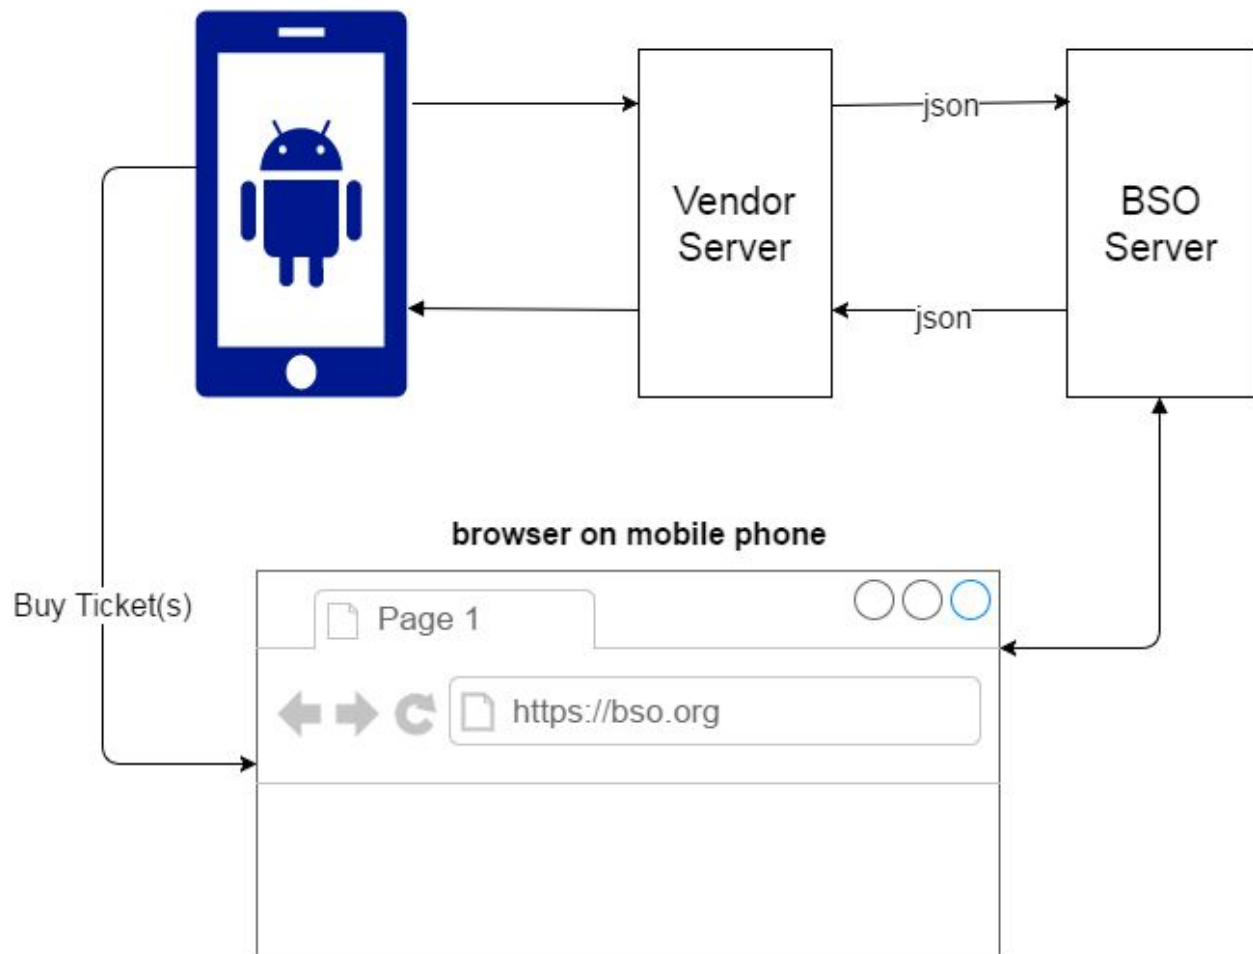 json
Vendor
Server
BSO
Server
json
browser on mobile phone
Buy Ticket(s)
Page 1
https://bso.org